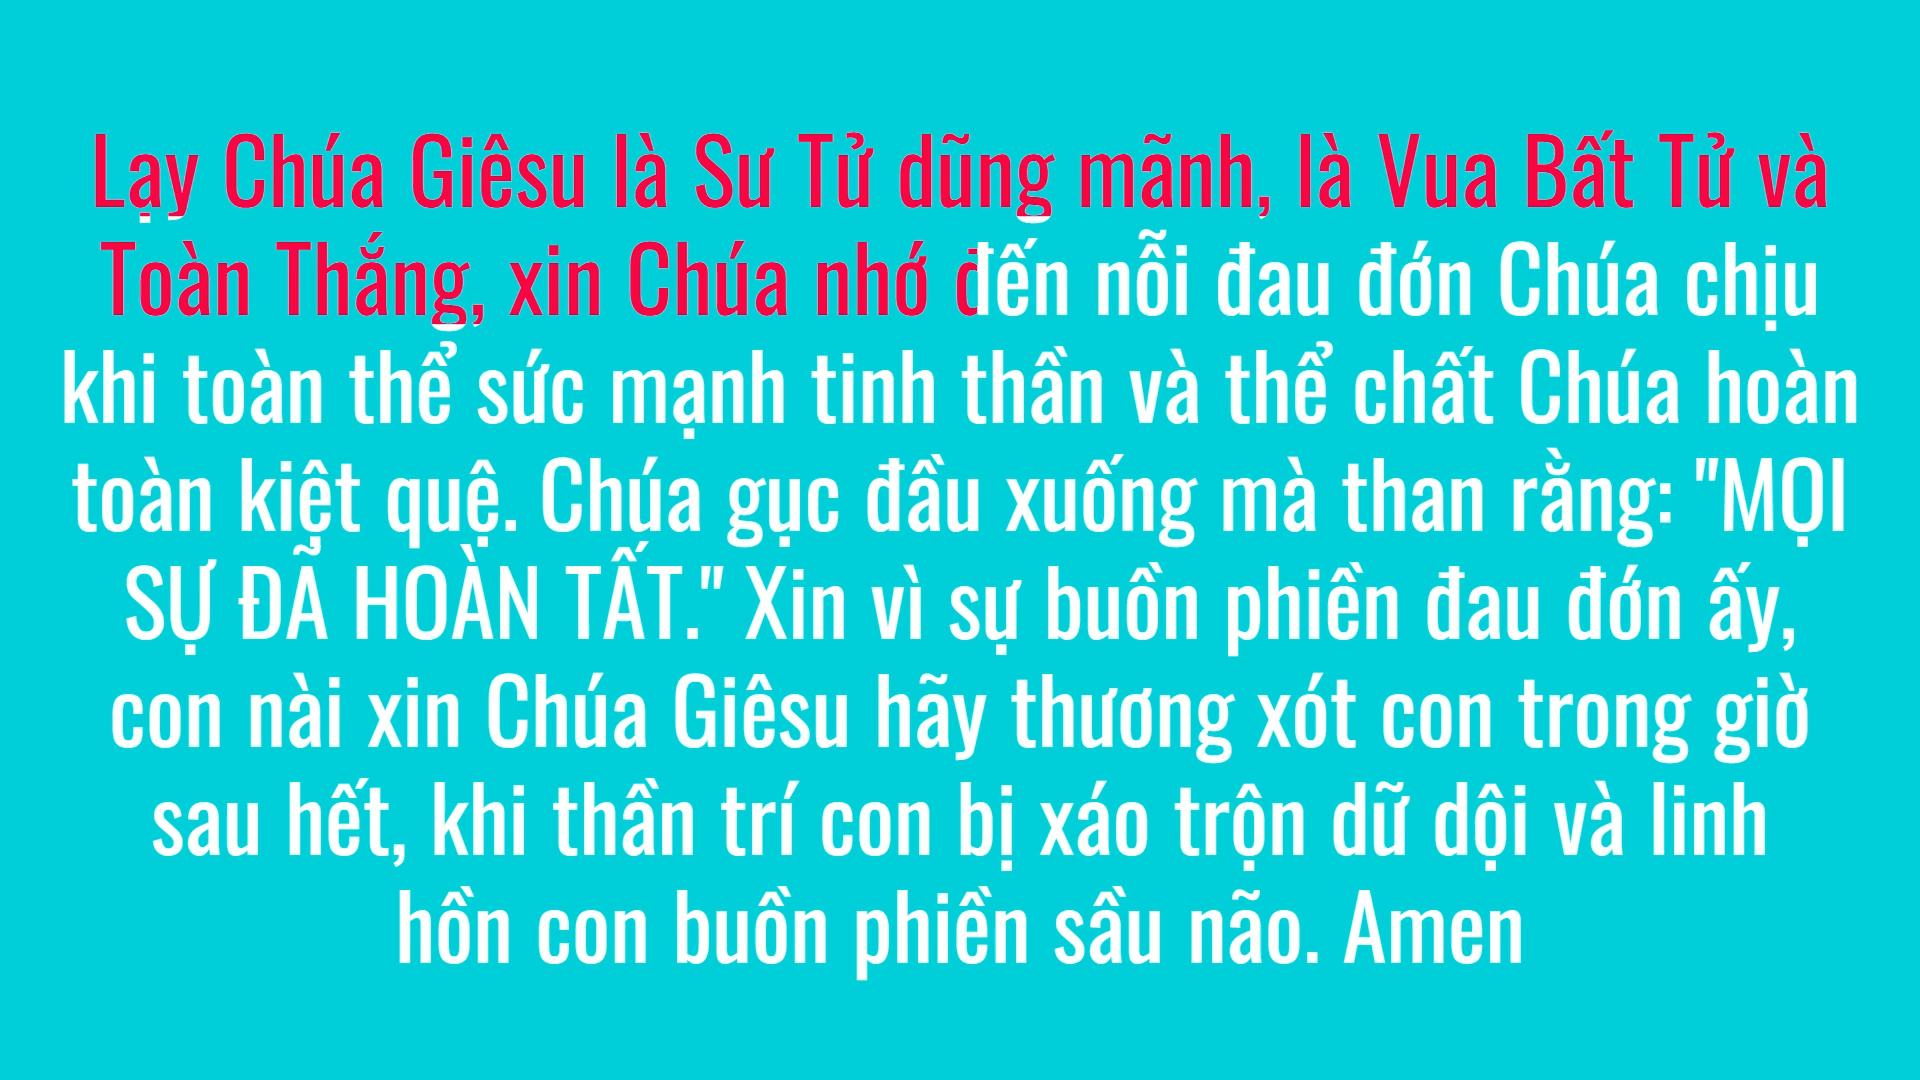 Lạy Chúa Giêsu là Sư Tử dũng mãnh, là Vua Bất Tử và
Toàn Thắng, xin Chúa nhớ đến nỗi đau đớn Chúa chịu
khi toàn thể sức mạnh tinh thần và thể chất Chúa hoàn
toàn kiệt quệ. Chúa gục đầu xuống mà than rằng: "MỌI
SỰ ĐÃ HOÀN TẤT." Xin vì sự buồn phiền đau đớn ấy,
con nài xin Chúa Giêsu hãy thương xót con trong giờ
sau hết, khi thần trí con bị xáo trộn dữ dội và linh
hồn con buồn phiền sầu não. Amen